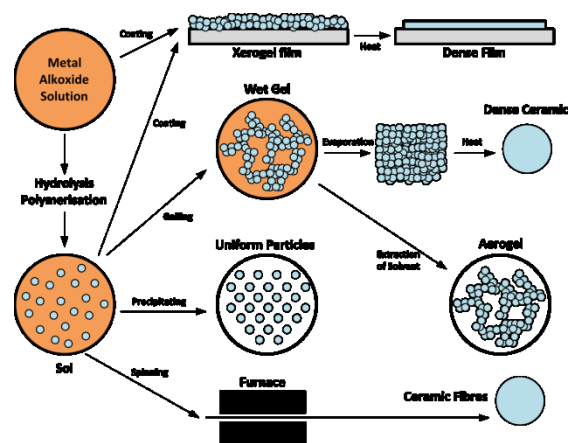 Coating
Metal
Alkoxide
Solution
Xerogel film
Heat
Dense Film
Coating
Wet Gel
Dense Ceramic
Evaporation
Heat
Hydrolysis
Polymerisation
Gelling
Uniform Particles
Extraction
of Solvent
Aerogel
Precipitating
Sol
Spinning
Furnace
Ceramic Fibres